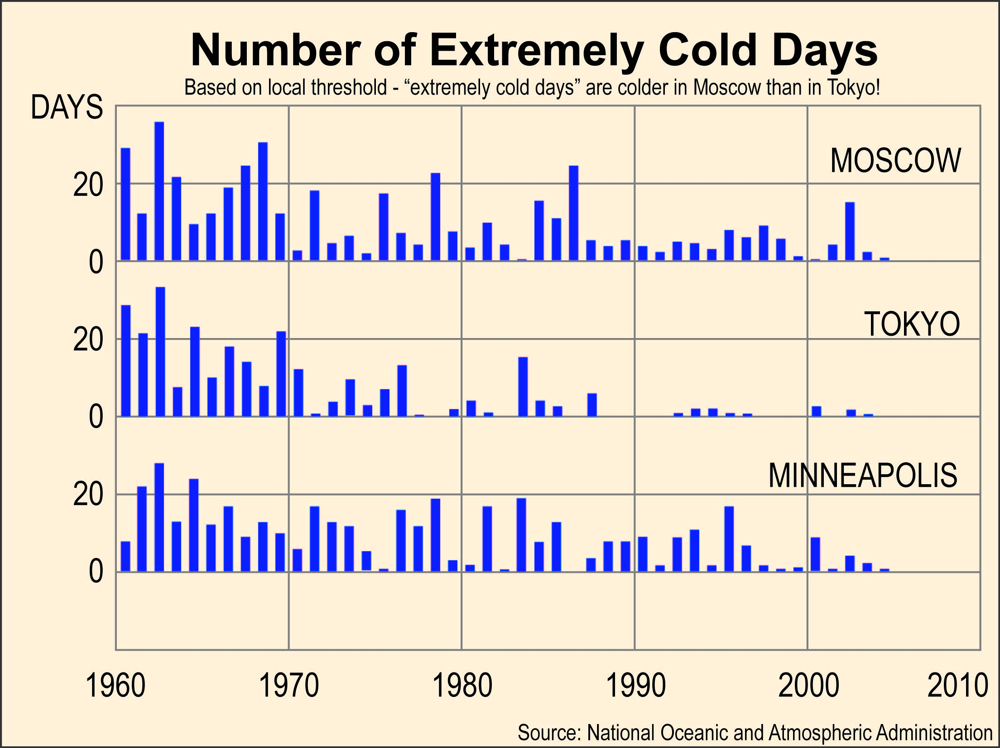 Number of Extremely Cold Days
Based on local threshold - “extremely cold days” are colder in Moscow than in Tokyo!
DAYS
MOSCOW
20
0
TOKYO
20
0
MINNEAPOLIS
20
0
1960 1970 1980 1990 2000 2010
Source: National Oceanic and Atmospheric Administration